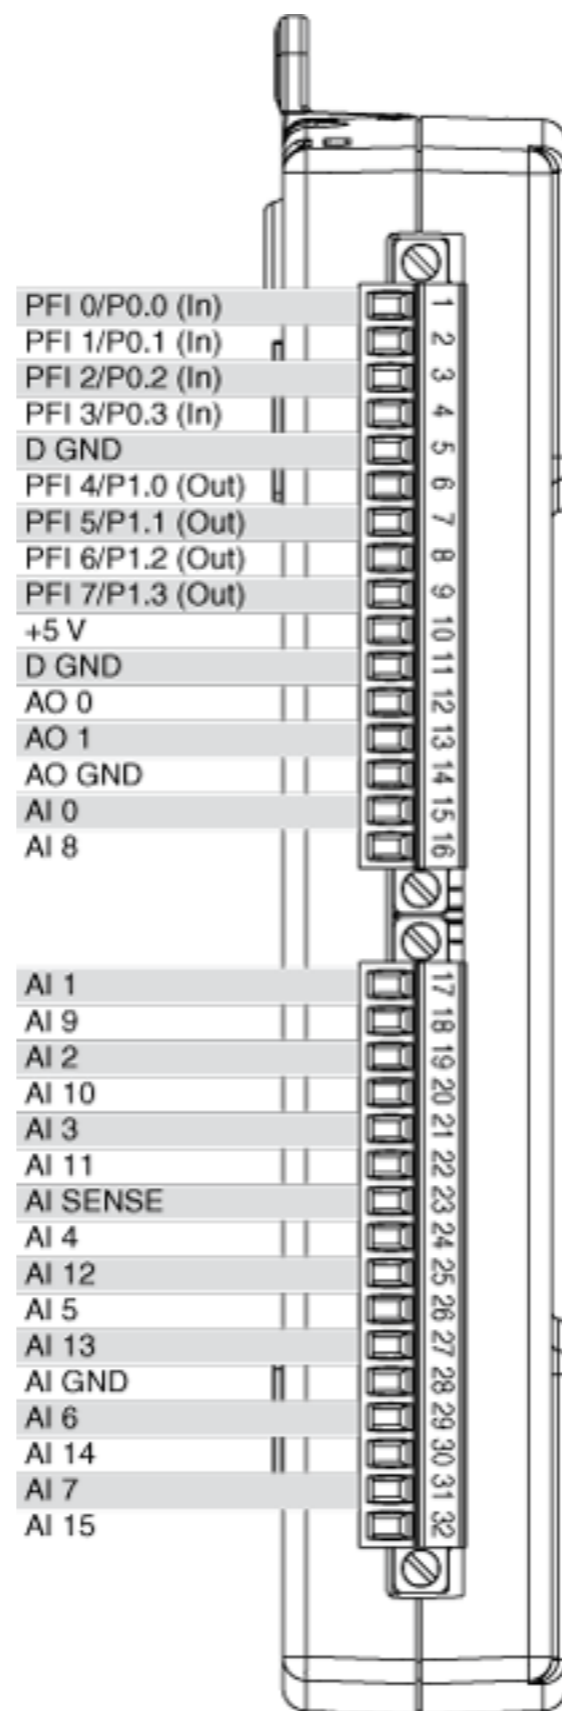 PFI 0/P0.0 (In) 1
PFI 1/P0.1 (In) 2
PFI 2/P0.2 (In) 3
PFI 3/P0.3 (In) 4
D GND 5
PFI 4/P1.0 (Out) 6
PFI 5/P1.1 (Out) 7
PFI 6/P1.2 (Out) 8
PFI 7/P1.3 (Out) 9
+5 V 10
D GND 11
AO 0 12
AO 1 13
AO GND 14
AI 0 15
AI 8 16
AI 1 17
AI 9 18
AI 2 19
AI 10 20
AI 3 21
AI 11 22
AI SENSE 23
AI 4 24
AI 12 25
AI 5 26
AI 13 27
AI GND 28
AI 6 29
AI 14 30
AI 7 31
AI 15 32